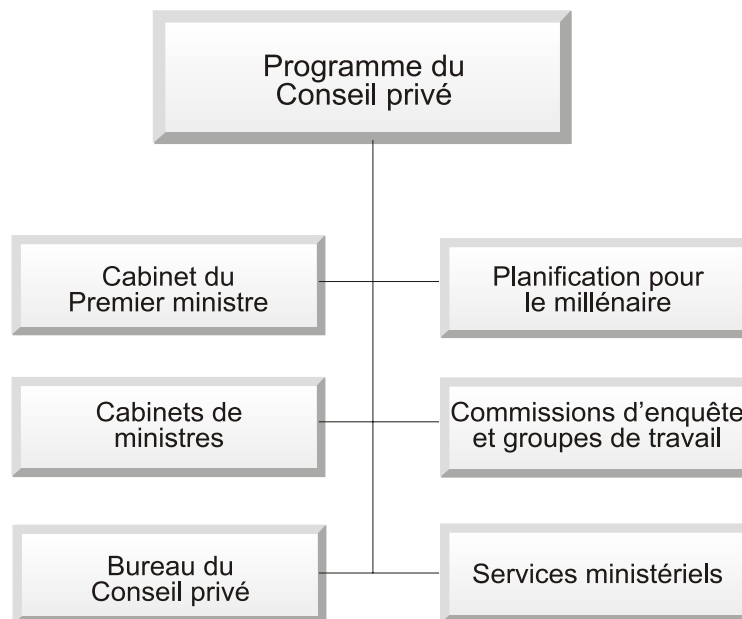 Programme du
Conseil privé
Cabinet du
Premier ministre
Planification pour
le millénaire
Cabinets de
ministres
Commissions d’enquête
et groupes de travail
Bureau du
Conseil privé
Services ministériels